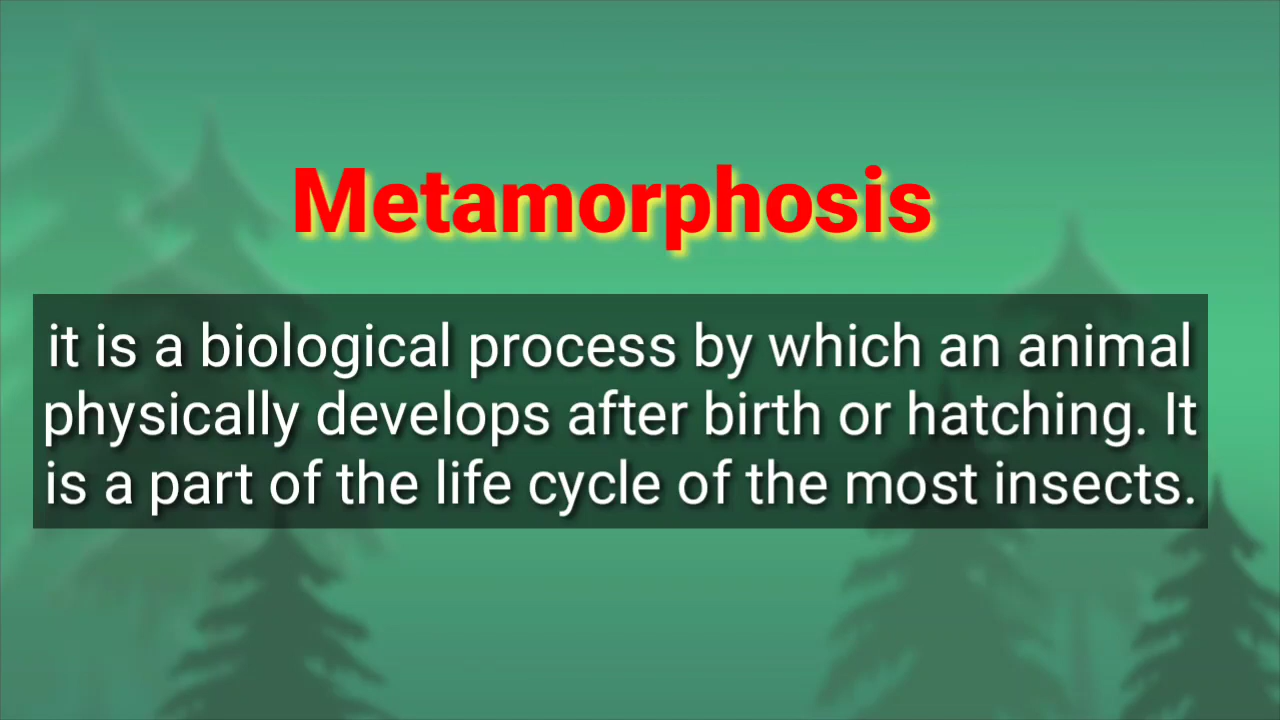 Metamorphosis
it is a biological process by which an animal
physically develops after birth or hatching. It
is a part of the life cycle of the most insects.